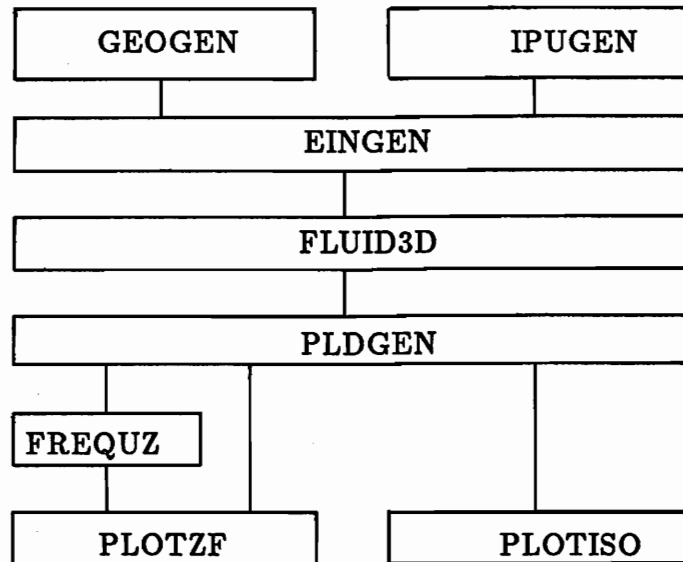 GEOGEN
IPUGEN
EINGEN
FLUID3D
PLDGEN
FREQUZ
PLOTZF
PLOTISO